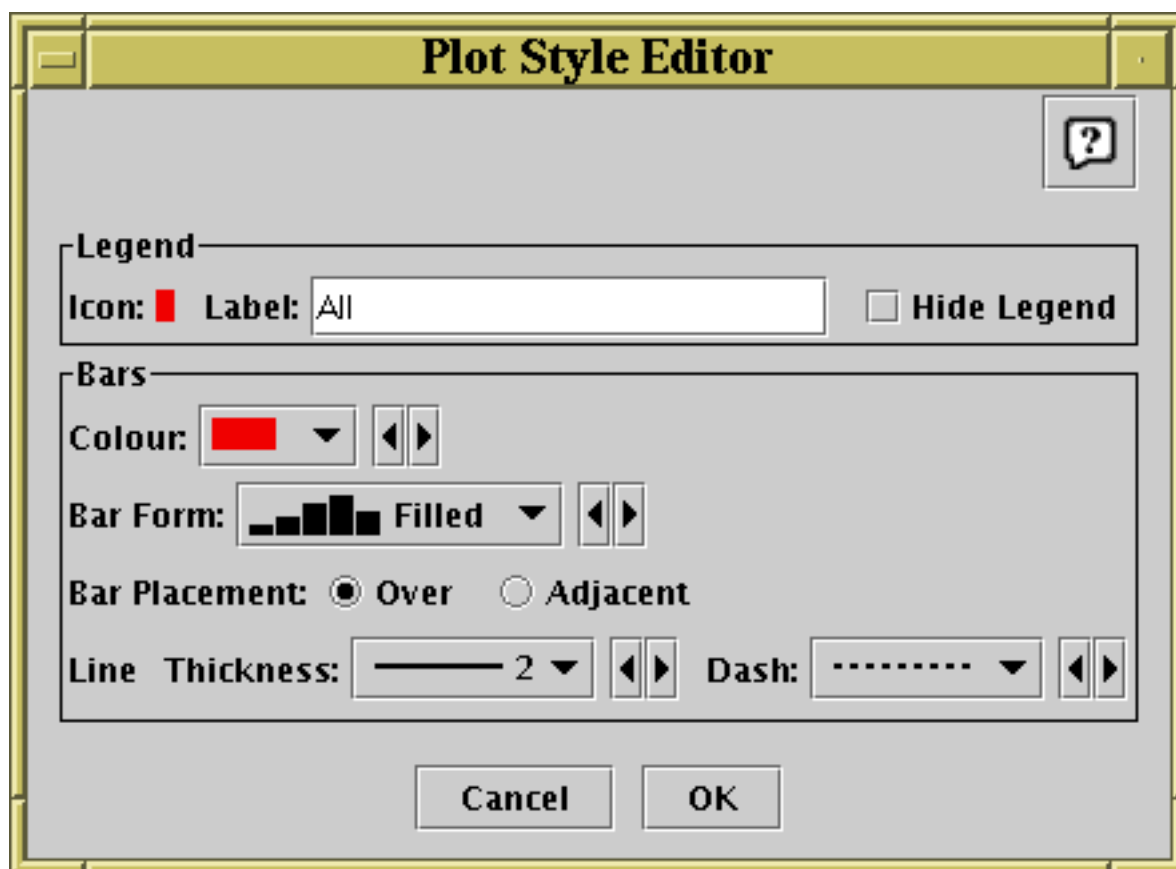 Plot Style Editor
?
Legend
Icon: Label: All Hide Legend
Bars
Colour:
Bar Form: Filled
Bar Placement: Over Adjacent
Line Thickness: 2 Dash:
Cancel OK